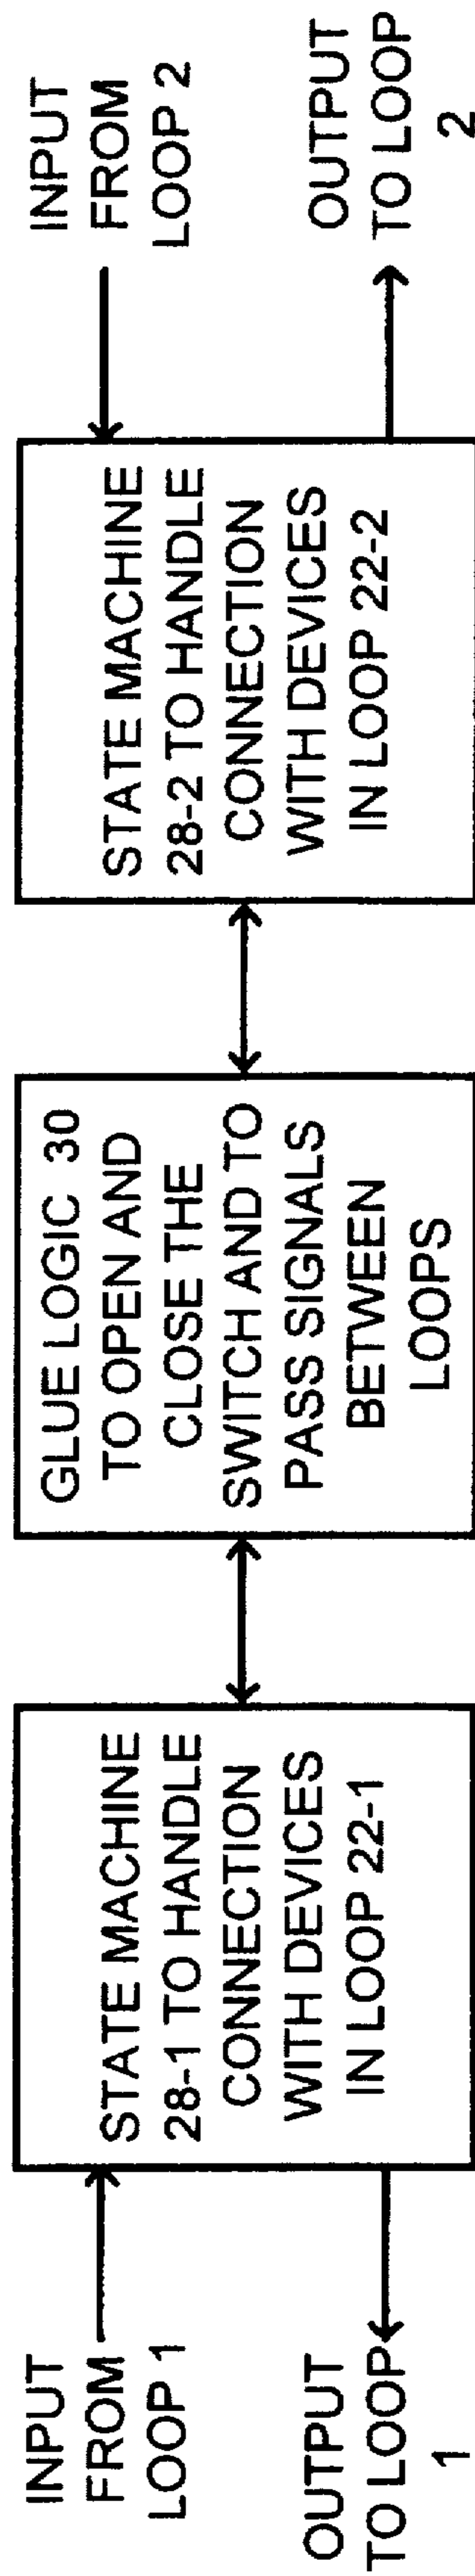 INPUT
FROM
LOOP 1
OUTPUT
TO LOOP
1
STATE MACHINE
28-1 TO HANDLE
CONNECTION
WITH DEVICES
IN LOOP 22-1
GLUE LOGIC 30
TO OPEN AND
CLOSE THE
SWITCH AND TO
PASS SIGNALS
BETWEEN
LOOPS
STATE MACHINE
28-2 TO HANDLE
CONNECTION
WITH DEVICES
IN LOOP 22-2
INPUT
FROM
LOOP 2
OUTPUT
TO LOOP
2